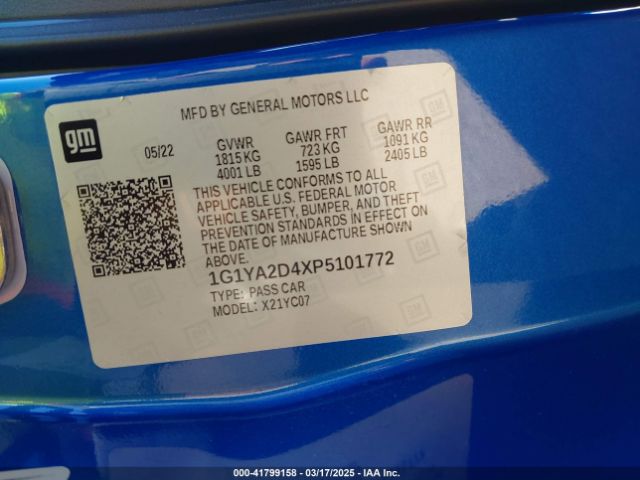 MFD BY GENERAL MOTORS LLC
gm
05/22
GVWR GAWR FRT GAWR RR
1815 KG 723 KG 1091 KG
4001 LB 1595 LB 2405 LB
THIS VEHICLE CONFORMS TO ALL
APPLICABLE U.S. FEDERAL MOTOR
VEHICLE SAFETY, BUMPER, AND THEFT
PREVENTION STANDARDS IN EFFECT ON
THE DATE OF MANUFACTURE SHOWN
ABOVE.
1G1YA2D4XP5101772
TYPE: PASS CAR
MODEL: X21YC07
000-41799158 - 03/17/2025 - IAA Inc.